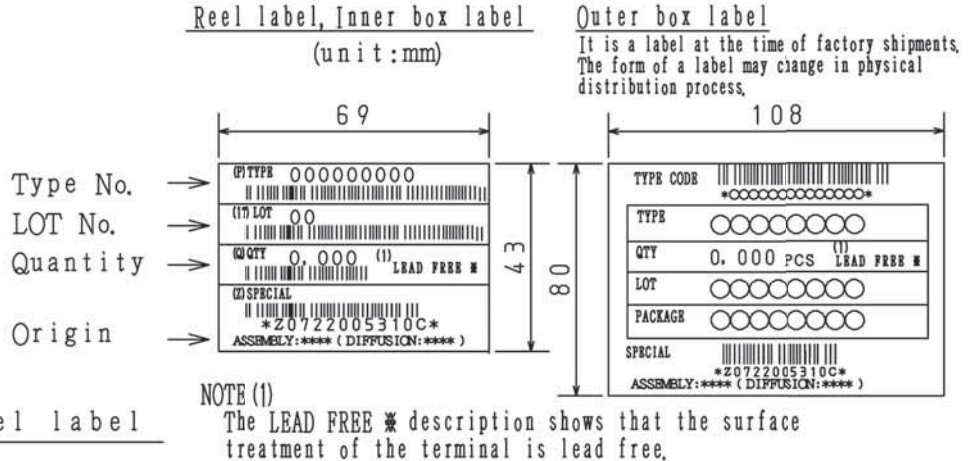 Reel label, Inner box label
(unit:mm)
Outer box label
It is a label at the time of factory shipments.
The form of a label may change in physical
distribution process.
69
108
Type No.
LOT No.
Quantity
Origin
(P) TYPE 000000000
(1T) LOT 00
(Q) QTY 0,000 (1) LEAD FREE ※
(Z) SPECIAL
*Z0722005310C*
ASSEMBLY:**** (DIFFUSION:****)
43
80
TYPE CODE
*○○○○○○○○○○○○○○*
TYPE ○○○○○○○○
QTY 0,000 PCS (1) LEAD FREE ※
LOT ○○○○○○○○
PACKAGE ○○○○○○○○
SPECIAL
*Z0722005310C*
ASSEMBLY:**** (DIFFUSION:****)
NOTE (1)
The LEAD FREE ※ description shows that the surface
treatment of the terminal is lead free.
el label